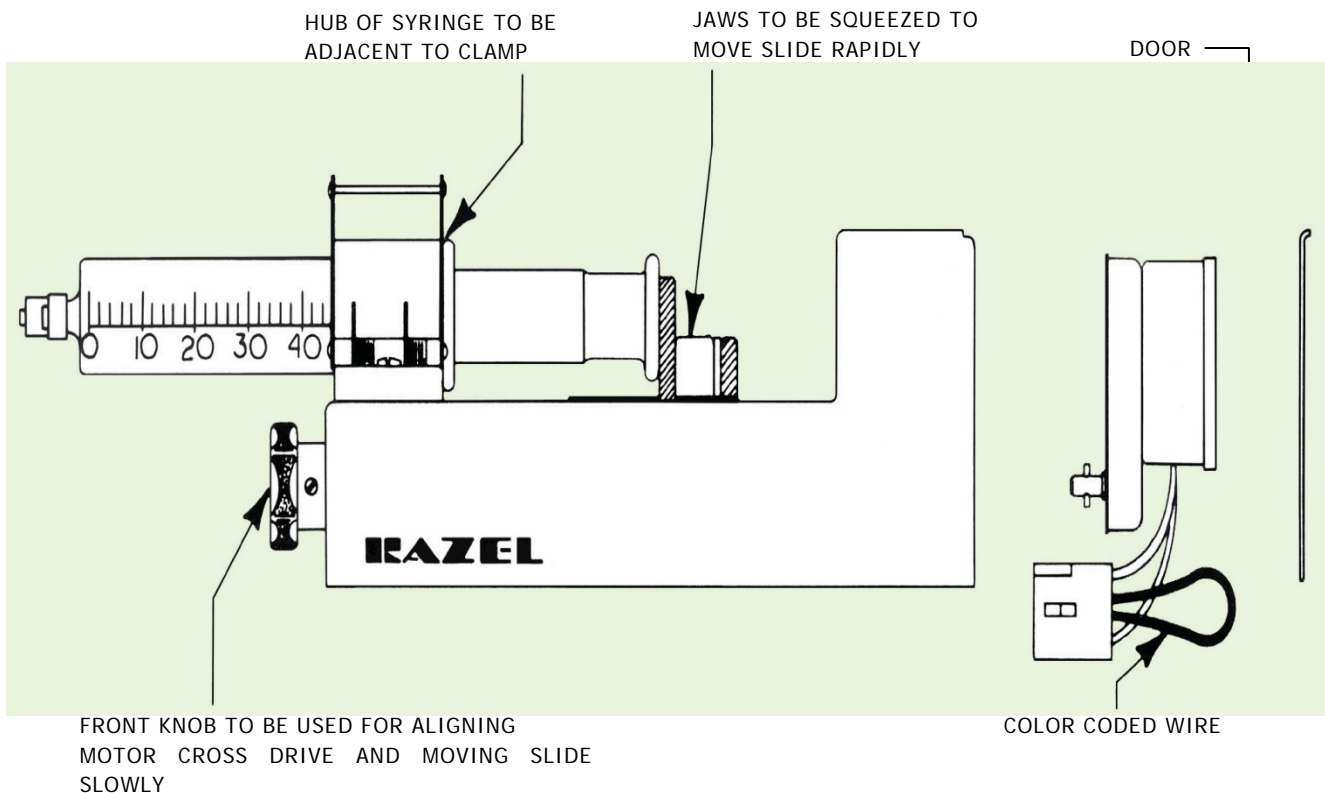 HUB OF SYRINGE TO BE
ADJACENT TO CLAMP
JAWS TO BE SQUEEZED TO
MOVE SLIDE RAPIDLY
DOOR
0 10 20 30 40
RAZEL
FRONT KNOB TO BE USED FOR ALIGNING
MOTOR CROSS DRIVE AND MOVING SLIDE
SLOWLY
COLOR CODED WIRE